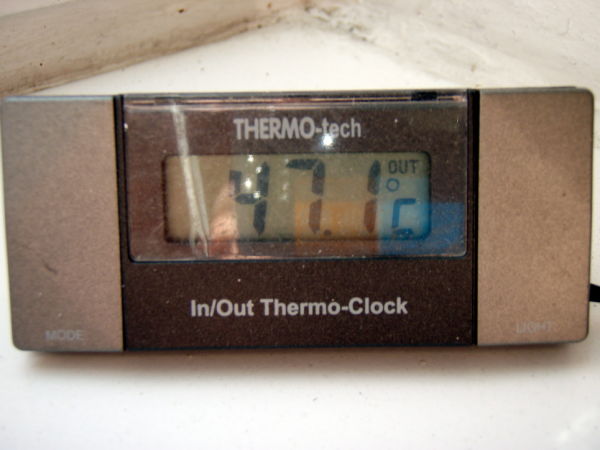 THERMO-tech
OUT
47.1°C
In/Out Thermo-Clock
MODE
LIGHT